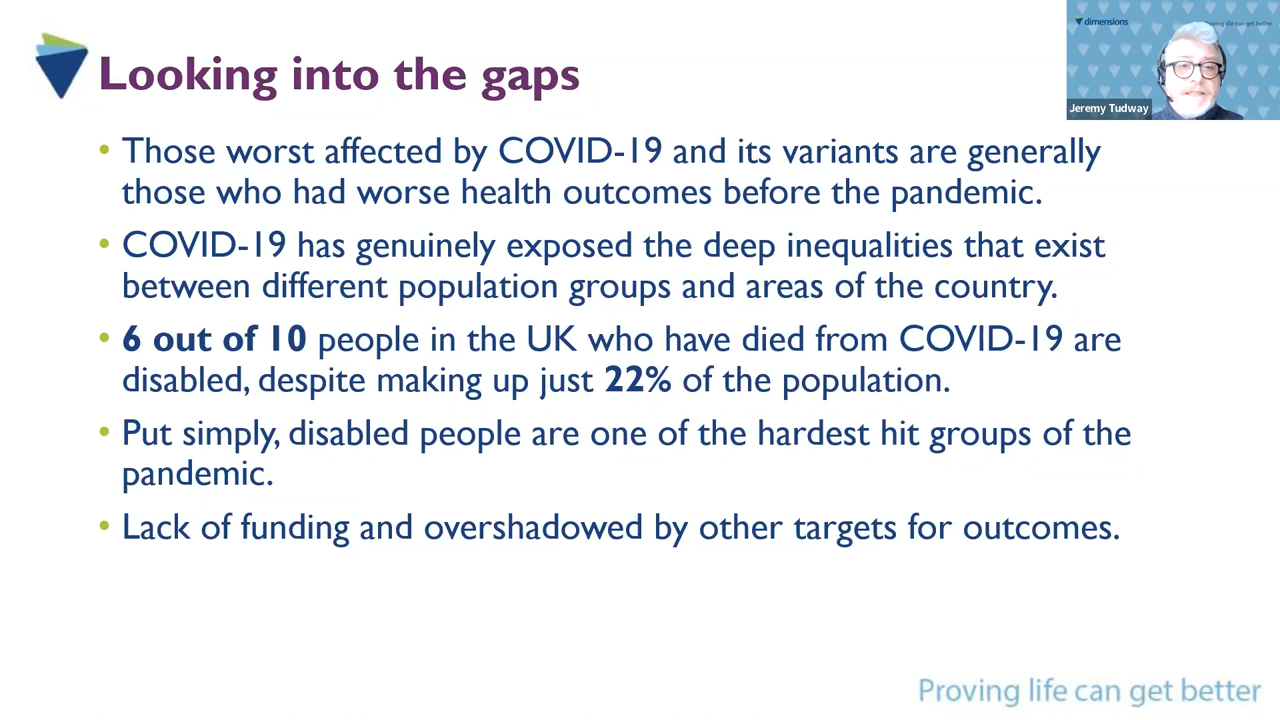 Looking into the gaps
dimensions
Proving life can get better
Jeremy Tudway
• Those worst affected by COVID-19 and its variants are generally
those who had worse health outcomes before the pandemic.
• COVID-19 has genuinely exposed the deep inequalities that exist
between different population groups and areas of the country.
• 6 out of 10 people in the UK who have died from COVID-19 are
disabled, despite making up just 22% of the population.
• Put simply, disabled people are one of the hardest hit groups of the
pandemic.
• Lack of funding and overshadowed by other targets for outcomes.
Proving life can get better